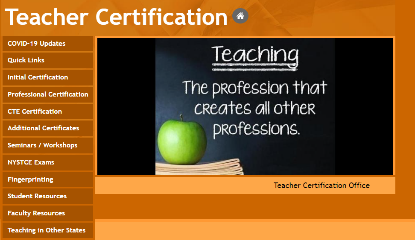 Teacher Certification
COVID-19 Updates
Quick Links
Initial Certification
Professional Certification
CTE Certification
Additional Certificates
Seminars / Workshops
NYSTCE Exams
Fingerprinting
Student Resources
Faculty Resources
Teaching in Other States
Teaching
The profession that
creates all other
professions.
Teacher Certification Office